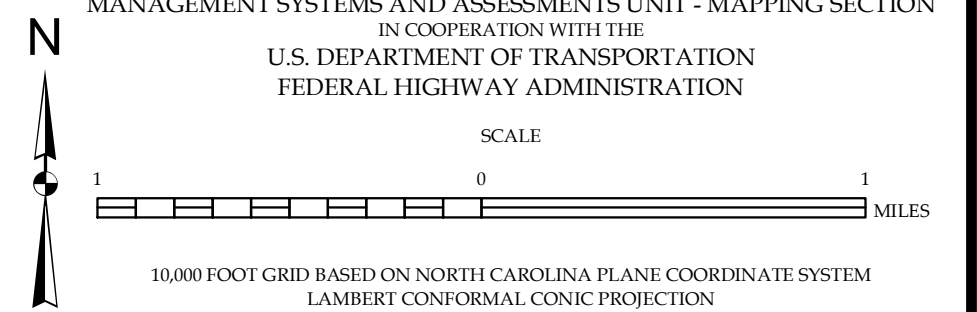 MANAGEMENT SYSTEMS AND ASSESSMENTS UNIT - MAPPING SECTION
N
IN COOPERATION WITH THE
U.S. DEPARTMENT OF TRANSPORTATION
FEDERAL HIGHWAY ADMINISTRATION
SCALE
1 0 1
MILES
10,000 FOOT GRID BASED ON NORTH CAROLINA PLANE COORDINATE SYSTEM
LAMBERT CONFORMAL CONIC PROJECTION